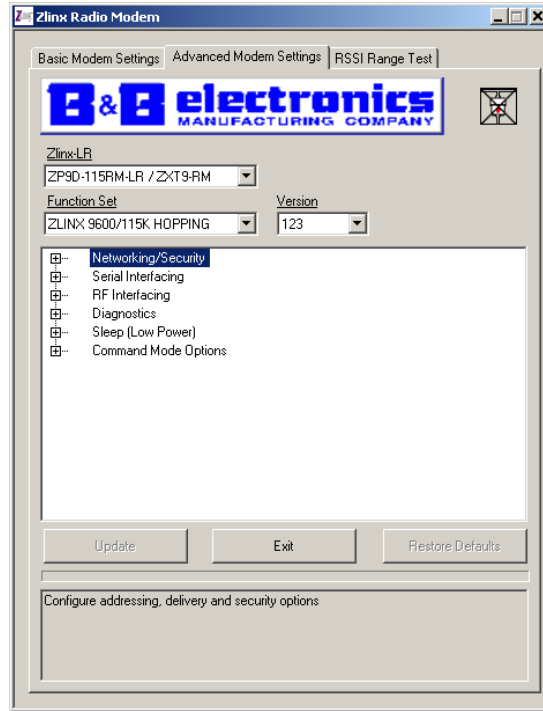 Zlinx Radio Modem
Basic Modem Settings Advanced Modem Settings RSSI Range Test
B&B electronics
MANUFACTURING COMPANY
Zlinx-LR
ZP9D-115RM-LR / ZXT9-RM
Function Set Version
ZLINX 9600/115K HOPPING 123
Networking/Security
Serial Interfacing
RF Interfacing
Diagnostics
Sleep (Low Power)
Command Mode Options
Update Exit Restore Defaults
Configure addressing, delivery and security options